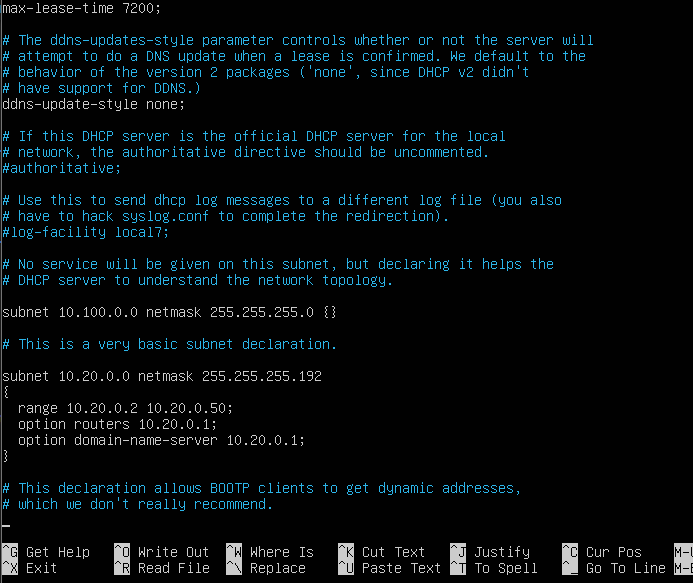 max-lease-time 7200;
# The ddns-updates-style parameter controls whether or not the server will
# attempt to do a DNS update when a lease is confirmed. We default to the
# behavior of the version 2 packages ('none', since DHCP v2 didn't
# have support for DDNS.)
ddns-update-style none;
# If this DHCP server is the official DHCP server for the local
# network, the authoritative directive should be uncommented.
#authoritative;
# Use this to send dhcp log messages to a different log file (you also
# have to hack syslog.conf to complete the redirection).
#log-facility local7;
# No service will be given on this subnet, but declaring it helps the
# DHCP server to understand the network topology.
subnet 10.100.0.0 netmask 255.255.255.0 {}
# This is a very basic subnet declaration.
subnet 10.20.0.0 netmask 255.255.255.192
{
  range 10.20.0.2 10.20.0.50;
  option routers 10.20.0.1;
  option domain-name-server 10.20.0.1;
}
# This declaration allows BOOTP clients to get dynamic addresses,
# which we don't really recommend.
^G Get Help ^O Write Out ^W Where Is ^K Cut Text ^J Justify ^C Cur Pos
^X Exit ^R Read File ^\ Replace ^U Paste Text ^T To Spell ^_ Go To Line